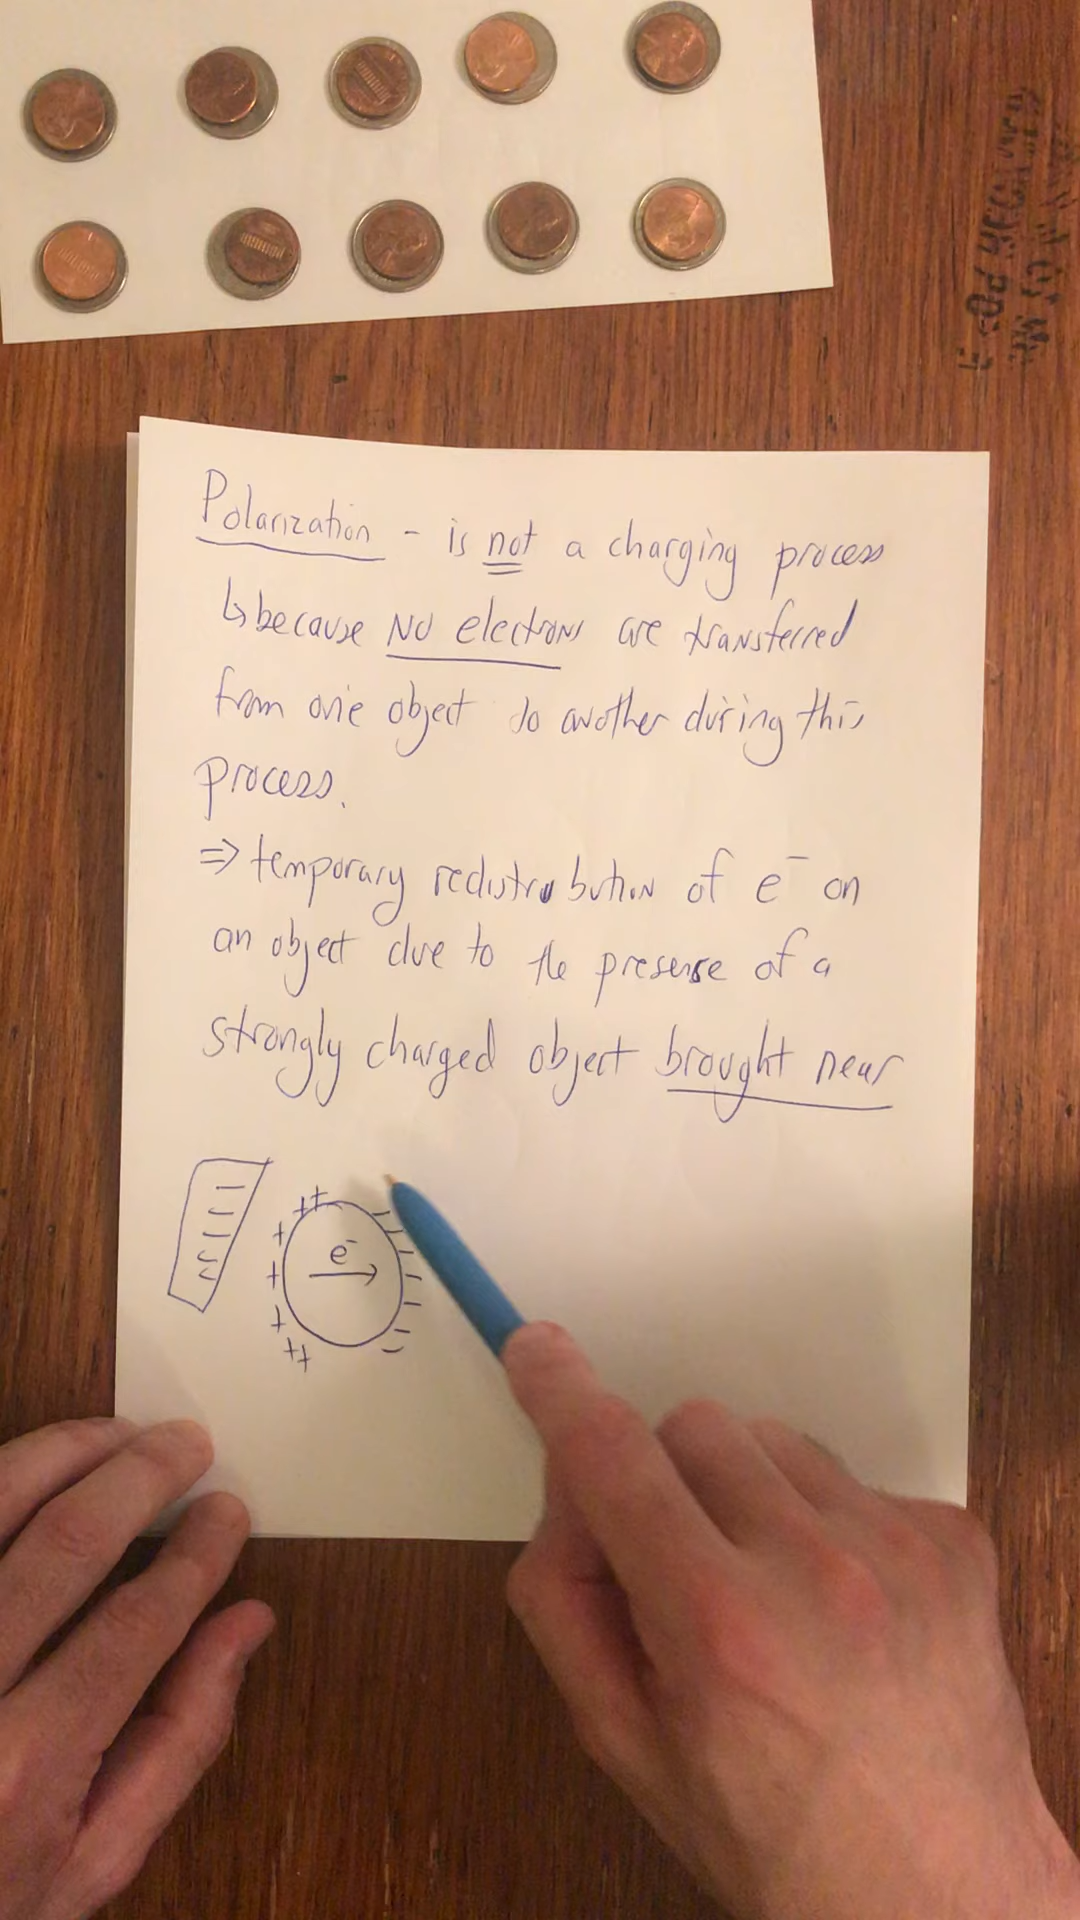 Polarization - is not a charging process
↳ because NO electrons are transferred
from one object to another during this
process.
⇒ temporary redistribution of e⁻ on
an object due to the presence of a
strongly charged object brought near
e⁻